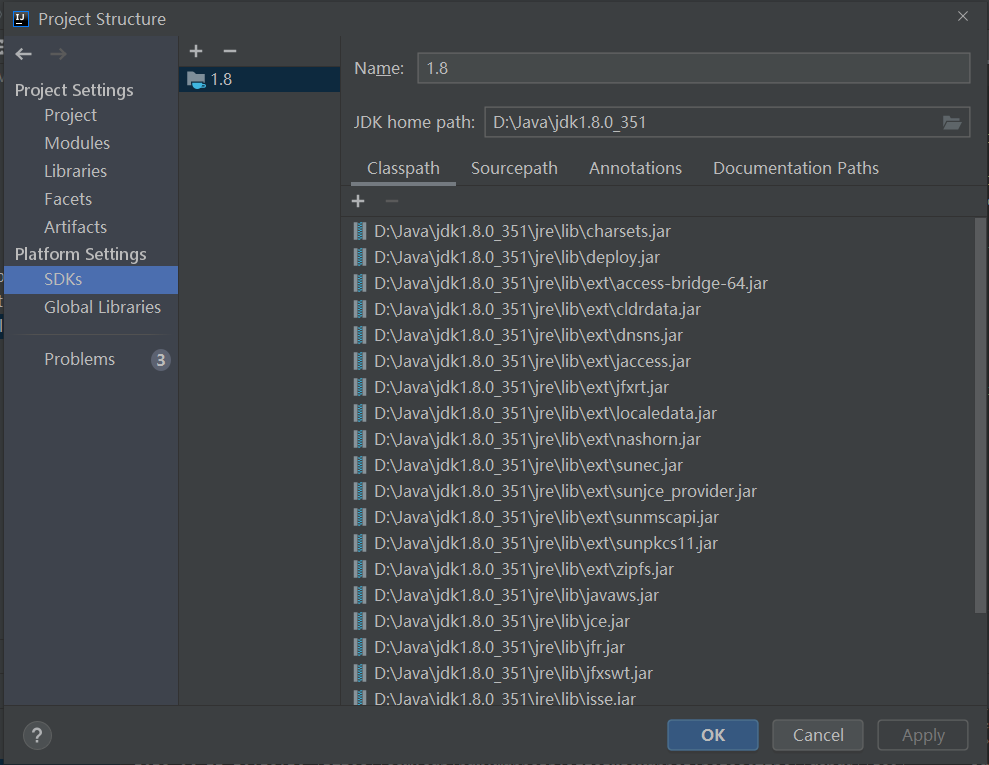 Project Structure
Project Settings
Project
Modules
Libraries
Facets
Artifacts
Platform Settings
SDKs
Global Libraries
Problems 3
1.8
Name: 1.8
JDK home path: D:\Java\jdk1.8.0_351
Classpath Sourcepath Annotations Documentation Paths
D:\Java\jdk1.8.0_351\jre\lib\charsets.jar
D:\Java\jdk1.8.0_351\jre\lib\deploy.jar
D:\Java\jdk1.8.0_351\jre\lib\ext\access-bridge-64.jar
D:\Java\jdk1.8.0_351\jre\lib\ext\cldrdata.jar
D:\Java\jdk1.8.0_351\jre\lib\ext\dnsns.jar
D:\Java\jdk1.8.0_351\jre\lib\ext\jaccess.jar
D:\Java\jdk1.8.0_351\jre\lib\ext\jfxrt.jar
D:\Java\jdk1.8.0_351\jre\lib\ext\localedata.jar
D:\Java\jdk1.8.0_351\jre\lib\ext\nashorn.jar
D:\Java\jdk1.8.0_351\jre\lib\ext\sunec.jar
D:\Java\jdk1.8.0_351\jre\lib\ext\sunjce_provider.jar
D:\Java\jdk1.8.0_351\jre\lib\ext\sunmscapi.jar
D:\Java\jdk1.8.0_351\jre\lib\ext\sunpkcs11.jar
D:\Java\jdk1.8.0_351\jre\lib\ext\zipfs.jar
D:\Java\jdk1.8.0_351\jre\lib\javaws.jar
D:\Java\jdk1.8.0_351\jre\lib\jce.jar
D:\Java\jdk1.8.0_351\jre\lib\jfr.jar
D:\Java\jdk1.8.0_351\jre\lib\jfxswt.jar
D:\Java\jdk1.8.0_351\jre\lib\jsse.jar
? OK Cancel Apply